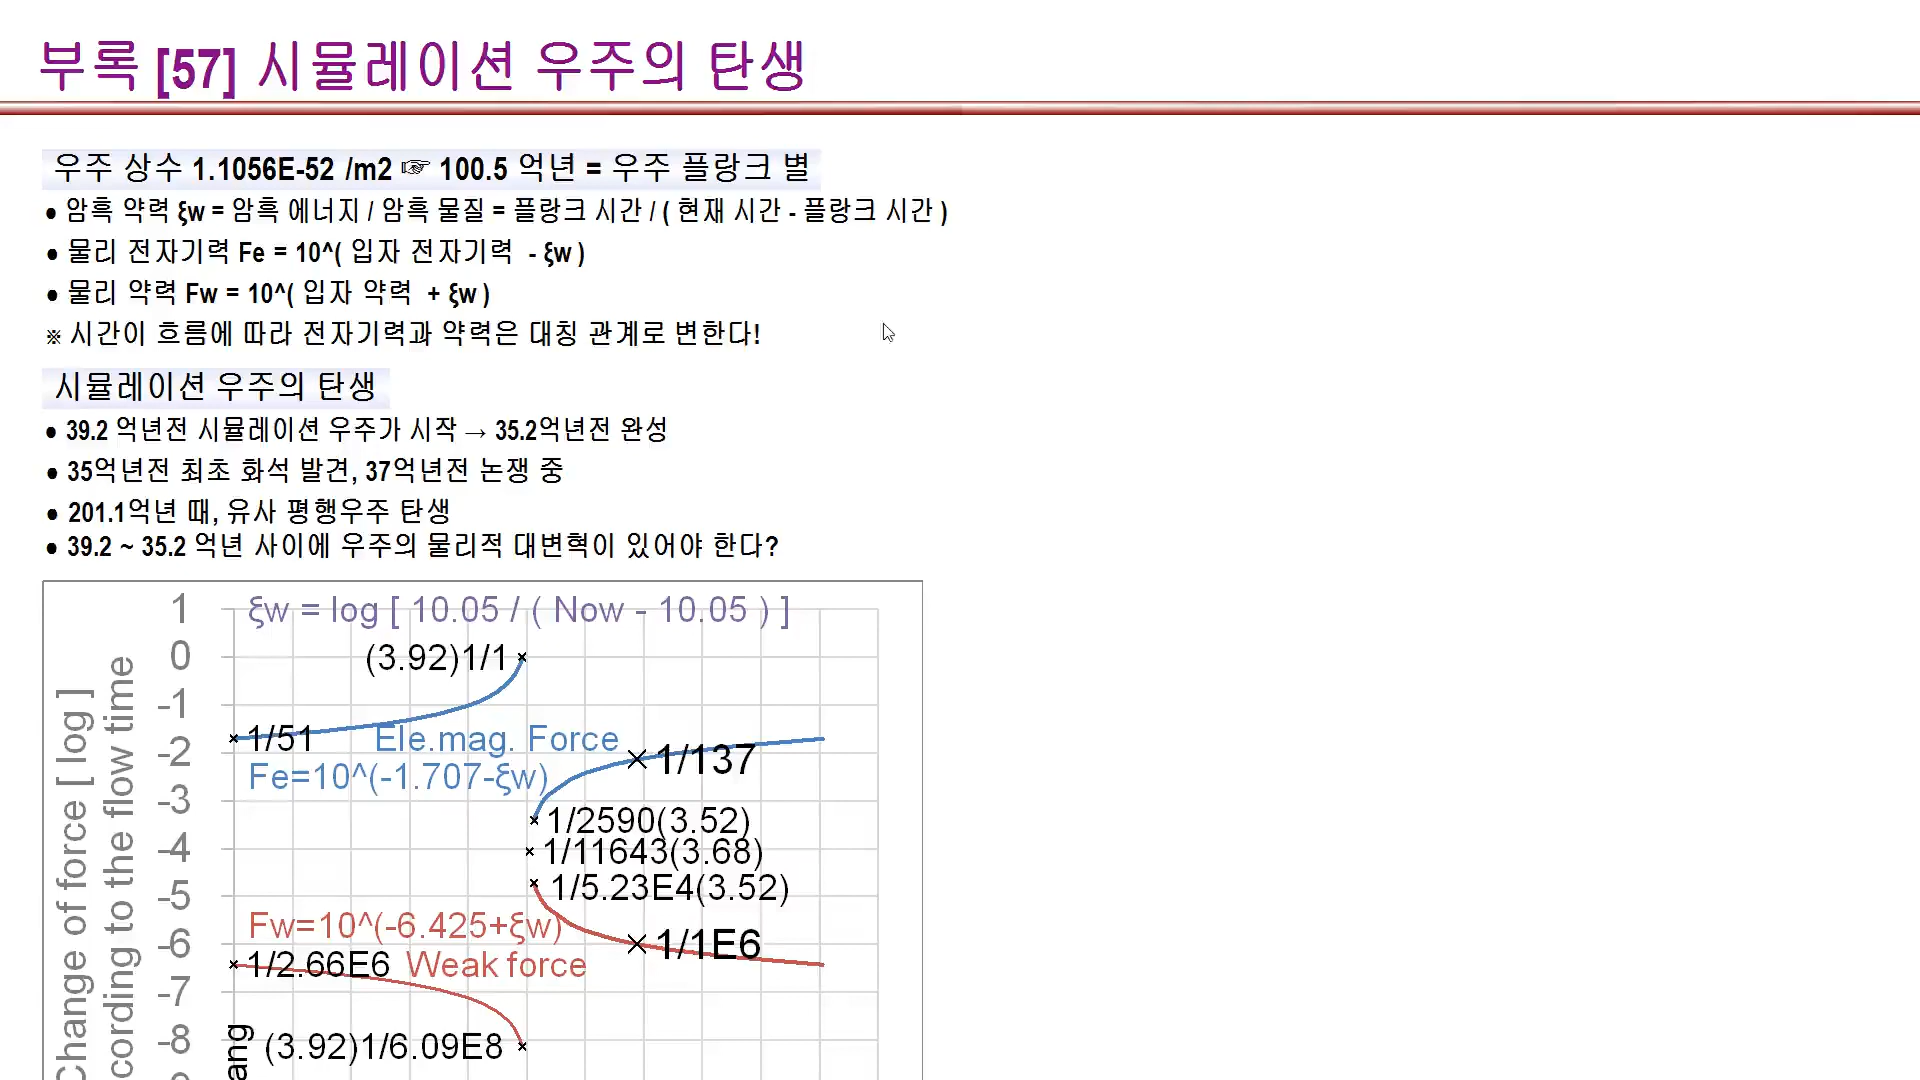 부록 [57] 시뮬레이션 우주의 탄생
우주 상수 1.1056E-52 /m2 ☞ 100.5 억년 = 우주 플랑크 별
● 암흑 약력 ξw = 암흑 에너지 / 암흑 물질 = 플랑크 시간 / ( 현재 시간 - 플랑크 시간 )
● 물리 전자기력 Fe = 10^( 입자 전자기력 - ξw )
● 물리 약력 Fw = 10^( 입자 약력 + ξw )
※ 시간이 흐름에 따라 전자기력과 약력은 대칭 관계로 변한다!
시뮬레이션 우주의 탄생
● 39.2 억년전 시뮬레이션 우주가 시작 → 35.2억년전 완성
● 35억년전 최초 화석 발견, 37억년전 논쟁 중
● 201.1억년 때, 유사 평행우주 탄생
● 39.2 ~ 35.2 억년 사이에 우주의 물리적 대변혁이 있어야 한다?
1
ξw = log [ 10.05 / ( Now - 10.05 ) ]
0
(3.92)1/1
-1
1/51
Ele.mag. Force
-2
1/137
Fe=10^(-1.707-ξw)
-3
1/2590(3.52)
-4
1/11643(3.68)
-5
1/5.23E4(3.52)
Fw=10^(-6.425+ξw)
-6
1/1E6
1/2.66E6
Weak force
-7
-8
(3.92)1/6.09E8
Change of force [ log ]
cording to the flow time
ang